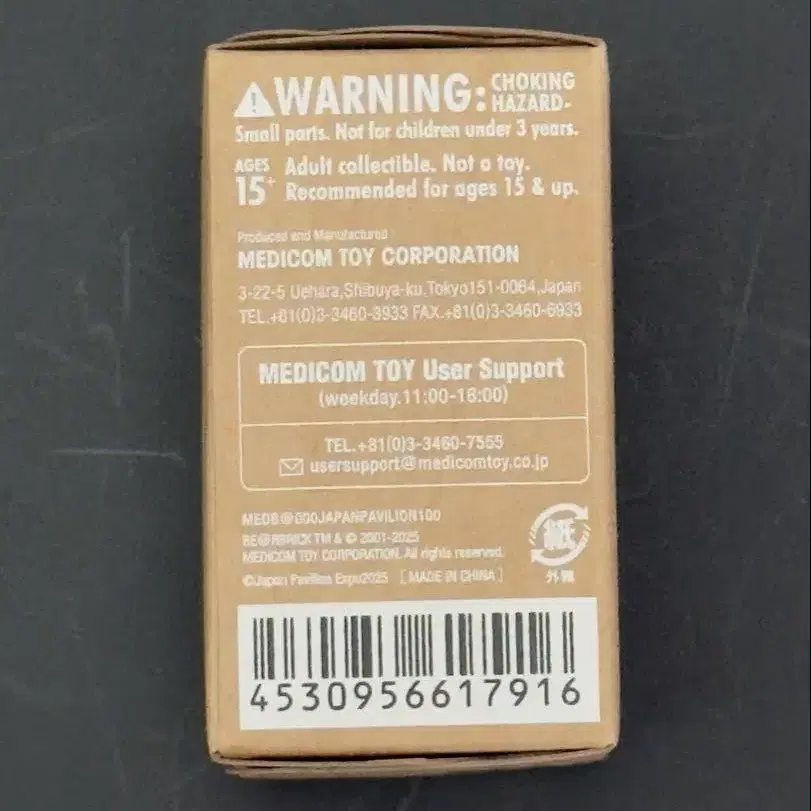 WARNING: CHOKING HAZARD-
Small parts. Not for children under 3 years.
AGES 15+ Adult collectible. Not a toy.
Recommended for ages 15 & up.
Produced and Manufactured
MEDICOM TOY CORPORATION
3-22-5 Uehara,Shibuya-ku,Tokyo151-0064,Japan
TEL.+81(0)3-3460-3933 FAX.+81(0)3-3460-6933
MEDICOM TOY User Support
(weekday.11:00-18:00)
TEL.+81(0)3-3460-7555
usersupport@medicomtoy.co.jp
BE@RBRICK TM & © 2001-2025
MEDICOM TOY CORPORATION. All rights reserved.
©Japan Pavilion Expo2025 [ MADE IN CHINA ]
紙
外箱
4530956617916